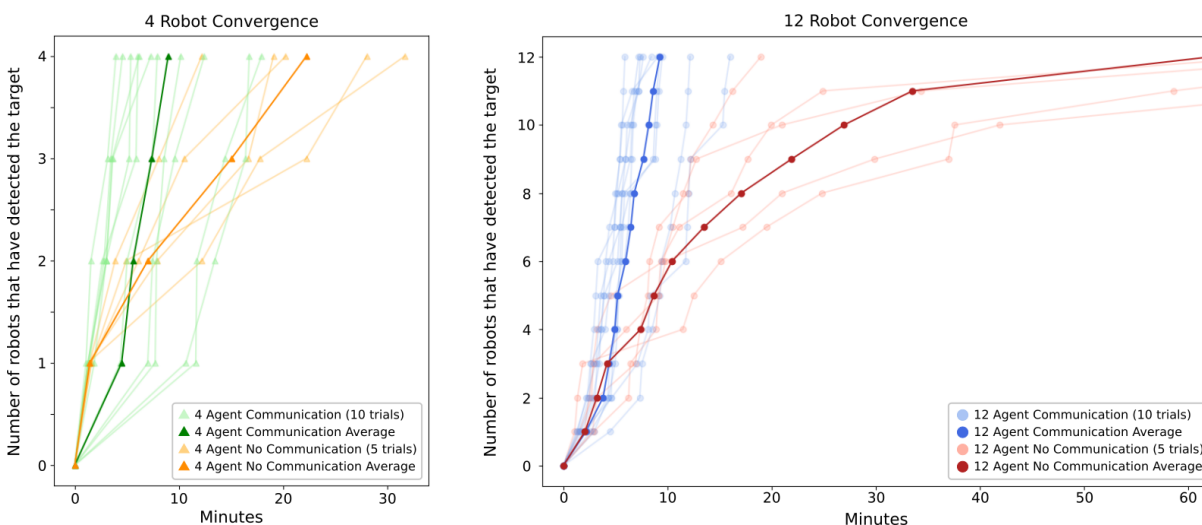 4 Robot Convergence
Number of robots that have detected the target
4
3
2
1
0
0
10
20
30
Minutes
4 Agent Communication (10 trials)
4 Agent Communication Average
4 Agent No Communication (5 trials)
4 Agent No Communication Average
12 Robot Convergence
Number of robots that have detected the target
12
10
8
6
4
2
0
0
10
20
30
40
50
60
Minutes
12 Agent Communication (10 trials)
12 Agent Communication Average
12 Agent No Communication (5 trials)
12 Agent No Communication Average